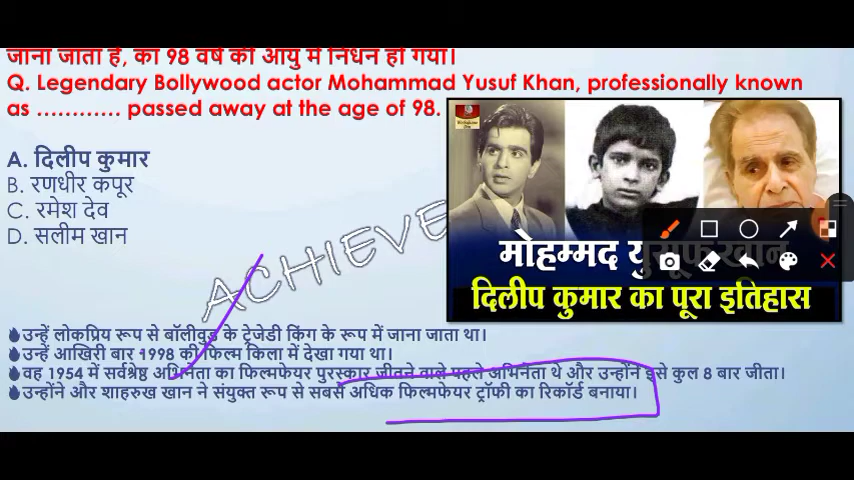 जाना जाता है, का 98 वर्ष की आयु में निधन हो गया।
Q. Legendary Bollywood actor Mohammad Yusuf Khan, professionally known
as ………… passed away at the age of 98.
A. दिलीप कुमार
B. रणधीर कपूर
C. रमेश देव
D. सलीम खान
ACHIEVE
मोहम्मद युसूफ खान
दिलीप कुमार का पूरा इतिहास
उन्हें लोकप्रिय रूप से बॉलीवुड के ट्रेजेडी किंग के रूप में जाना जाता था।
उन्हें आखिरी बार 1998 की फिल्म किला में देखा गया था।
वह 1954 में सर्वश्रेष्ठ अभिनेता का फिल्मफेयर पुरस्कार जीतने वाले पहले अभिनेता थे और उन्होंने इसे कुल 8 बार जीता।
उन्होंने और शाहरुख खान ने संयुक्त रूप से सबसे अधिक फिल्मफेयर ट्रॉफी का रिकॉर्ड बनाया।